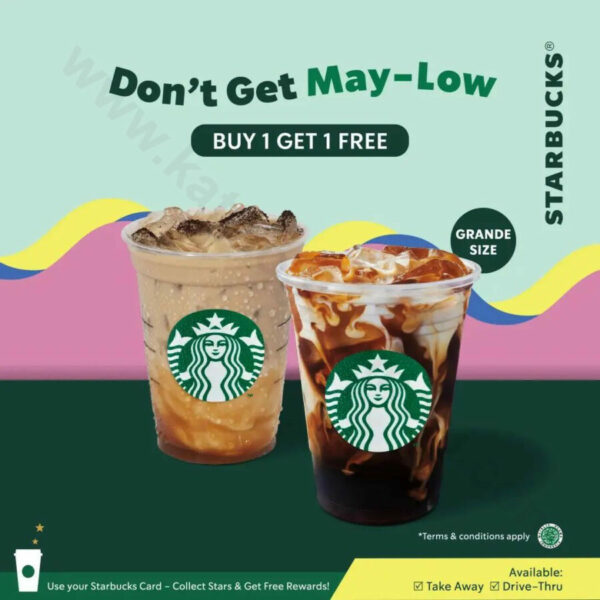 Don't Get May-Low
BUY 1 GET 1 FREE
STARBUCKS®
GRANDE
SIZE
*Terms & conditions apply
Use your Starbucks Card - Collect Stars & Get Free Rewards!
Available:
☑ Take Away ☑ Drive-Thru